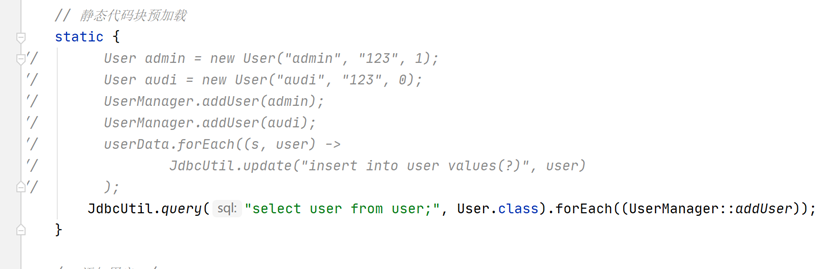 // 静态代码块预加载
static {
//        User admin = new User("admin", "123", 1);
//        User audi = new User("audi", "123", 0);
//        UserManager.addUser(admin);
//        UserManager.addUser(audi);
//        userData.forEach((s, user) ->
//                JdbcUtil.update("insert into user values(?)", user)
//        );
JdbcUtil.query( sql: "select user from user;", User.class).forEach((UserManager::addUser));
}